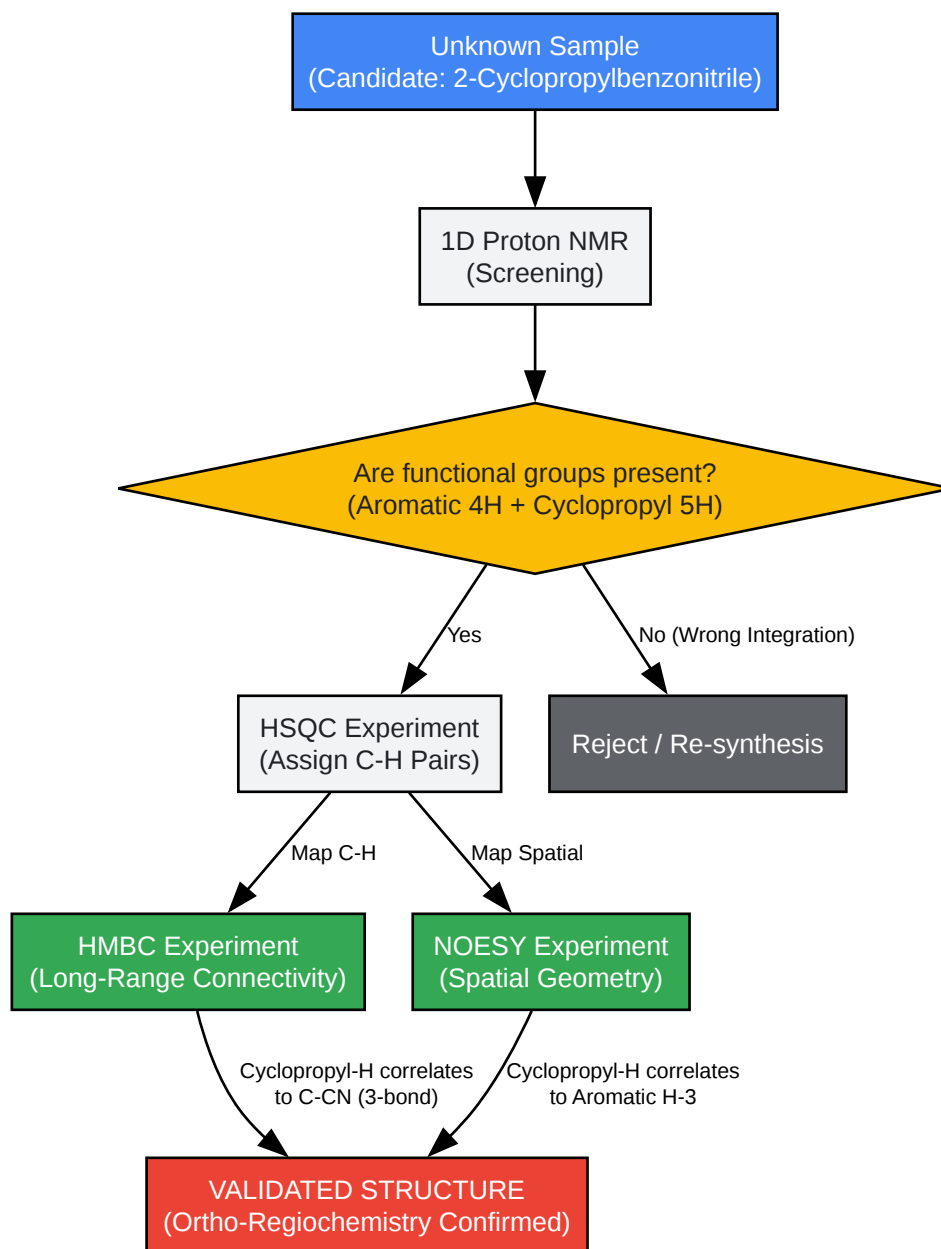 Unknown Sample
(Candidate: 2-Cyclopropylbenzonitrile)
1D Proton NMR
(Screening)
Are functional groups present?
(Aromatic 4H + Cyclopropyl 5H)
Yes
No (Wrong Integration)
HSQC Experiment
(Assign C-H Pairs)
Reject / Re-synthesis
Map C-H
Map Spatial
HMBC Experiment
(Long-Range Connectivity)
NOESY Experiment
(Spatial Geometry)
Cyclopropyl-H correlates
to C-CN (3-bond)
Cyclopropyl-H correlates
to Aromatic H-3
VALIDATED STRUCTURE
(Ortho-Regiochemistry Confirmed)